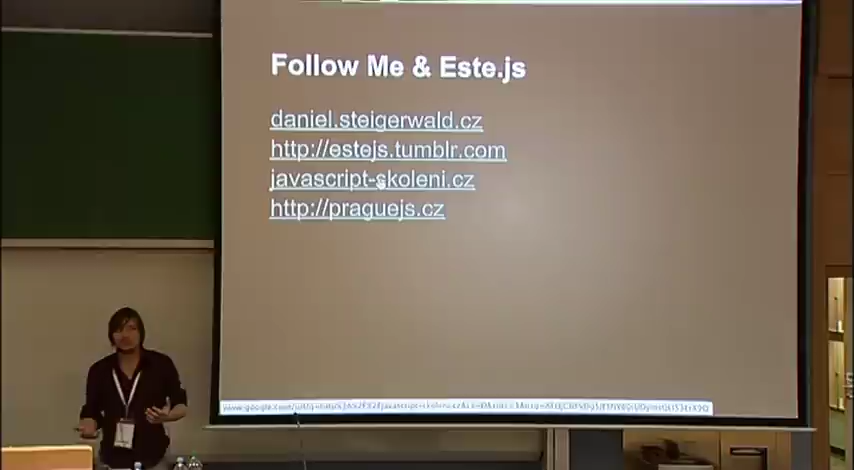 Follow Me & Este.js
daniel.steigerwald.cz
http://estejs.tumblr.com
javascript-skoleni.cz
http://praguejs.cz